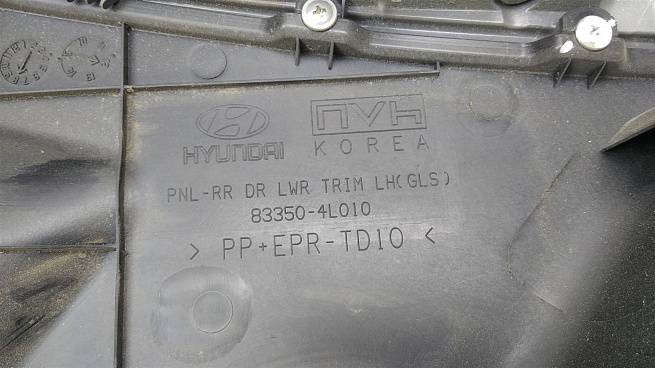 NVH
HYUNDAI KOREA
PNL-RR DR LWR TRIM LH(GLS)
83350-4L010
> PP+EPR-TD10 <